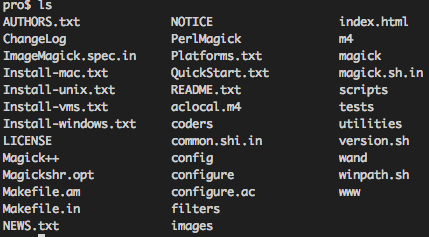 pro$ ls
AUTHORS.txt NOTICE index.html
ChangeLog PerlMagick m4
ImageMagick.spec.in Platforms.txt magick
Install-mac.txt QuickStart.txt magick.sh.in
Install-unix.txt README.txt scripts
Install-vms.txt aclocal.m4 tests
Install-windows.txt coders utilities
LICENSE common.shi.in version.sh
Magick++ config wand
Magickshr.opt configure winpath.sh
Makefile.am configure.ac www
Makefile.in filters
NEWS.txt images